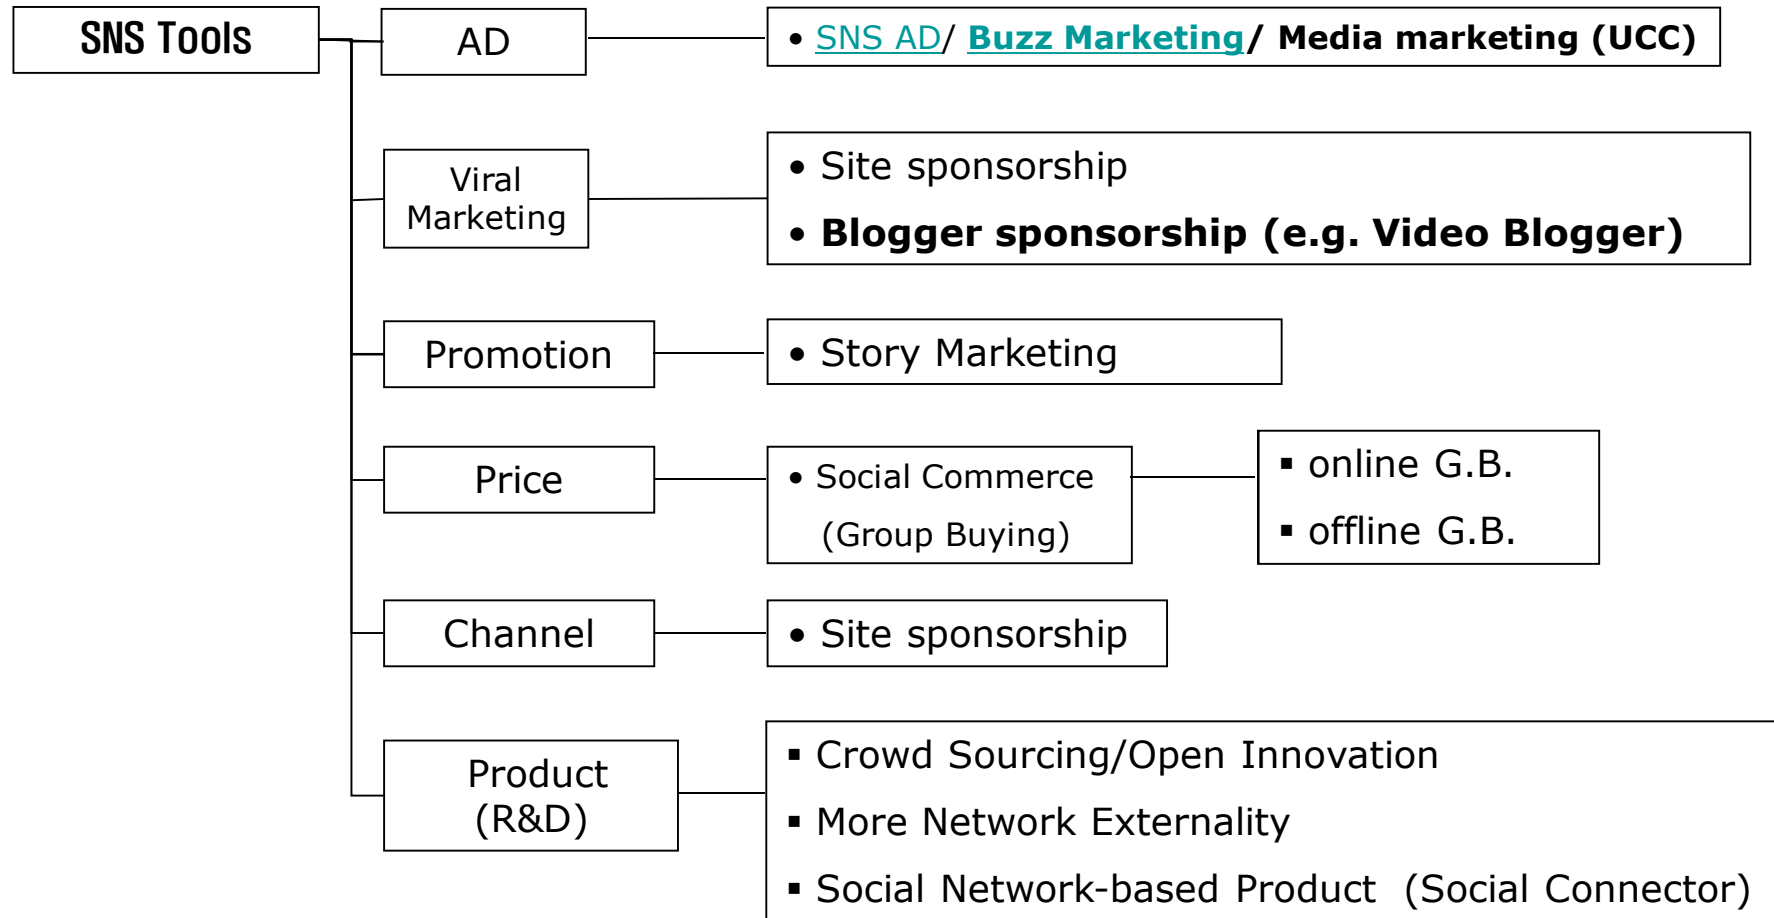 SNS Tools
AD
• SNS AD/ Buzz Marketing/ Media marketing (UCC)
Viral
Marketing
• Site sponsorship
• Blogger sponsorship (e.g. Video Blogger)
Promotion
• Story Marketing
Price
• Social Commerce
(Group Buying)
▪ online G.B.
▪ offline G.B.
Channel
• Site sponsorship
Product
(R&D)
▪ Crowd Sourcing/Open Innovation
▪ More Network Externality
▪ Social Network-based Product (Social Connector)